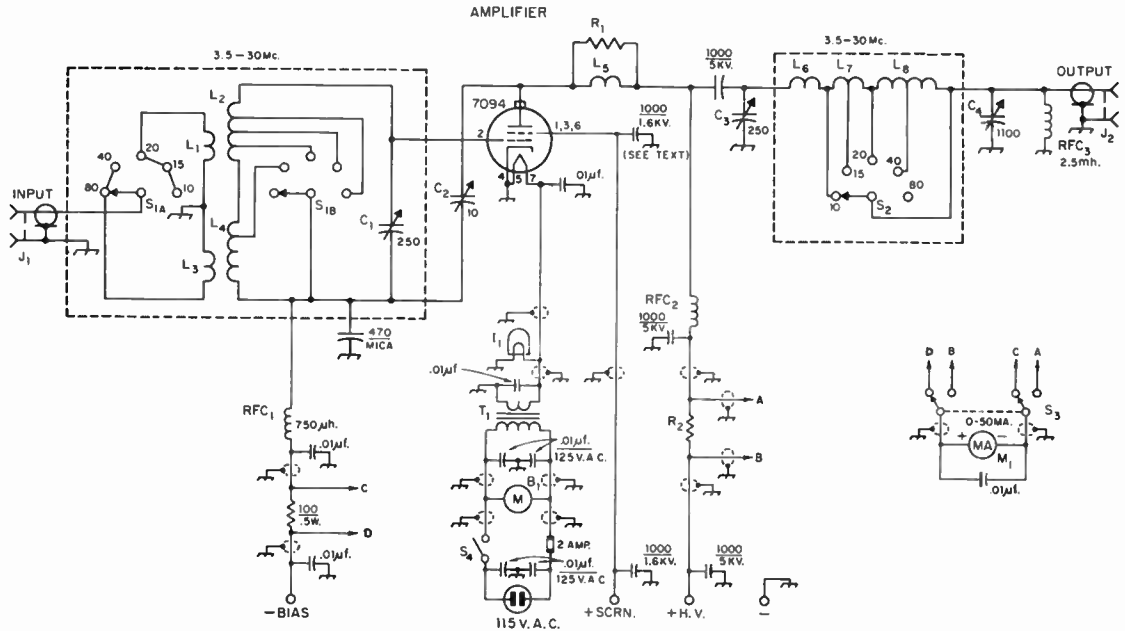 AMPLIFIER
R1
3.5-30Mc.
L5
1000
5KV.
3.5-30Mc.
L6
L7
L8
OUTPUT
L2
7094
1,3,6
2
1000
1.6KV.
(SEE TEXT)
C3
250
C4
1100
J2
RFC3
2.5mh.
L1
20
15
40
80
10
S1A
S1B
INPUT
J1
L4
L3
C1
250
C2
10
4 5 7
.01µf.
20
15
40
80
10
S2
470
MICA
RFC2
1000
5KV.
I1
.01µf
T1
A
R2
B
D B C A
S3
0-50MA.
+ MA −
M1
.01µf.
RFC1
750µh.
.01µf.
C
100
.5W.
D
.01µf.
−BIAS
.01µf.
125V.A.C.
B1
M
S4
2 AMP.
.01µf.
125V.A.C
115V.A.C.
1000
1.6KV.
1000
5KV.
+SCRN.
+H.V.
−